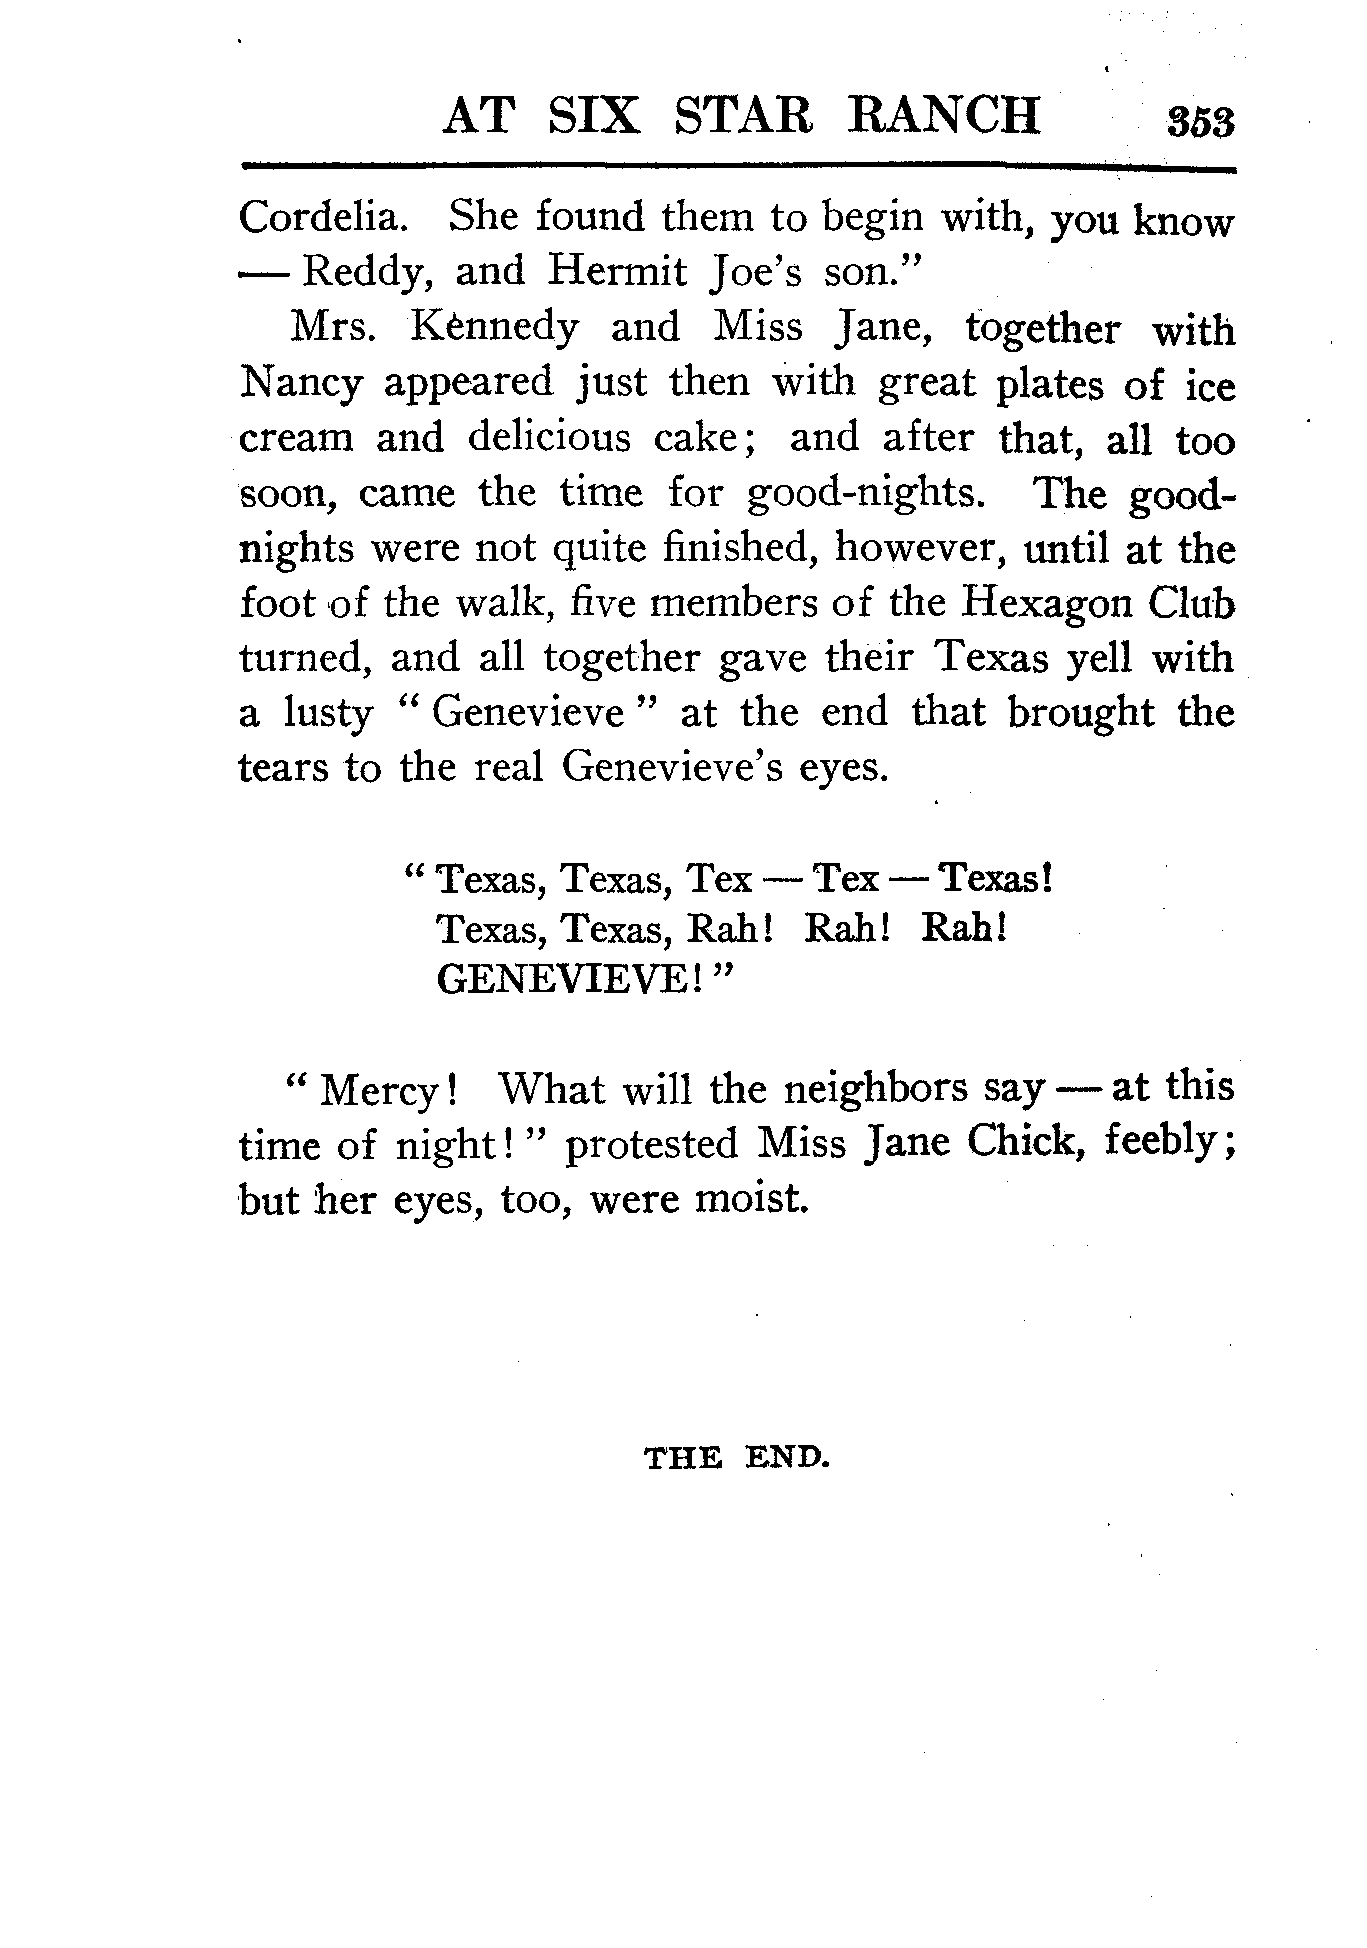 AT SIX STAR RANCH 353
Cordelia. She found them to begin with, you know
— Reddy, and Hermit Joe's son."
Mrs. Kennedy and Miss Jane, together with
Nancy appeared just then with great plates of ice
cream and delicious cake; and after that, all too
soon, came the time for good-nights. The good-
nights were not quite finished, however, until at the
foot of the walk, five members of the Hexagon Club
turned, and all together gave their Texas yell with
a lusty " Genevieve " at the end that brought the
tears to the real Genevieve's eyes.
" Texas, Texas, Tex — Tex — Texas!
Texas, Texas, Rah! Rah! Rah!
GENEVIEVE! "
" Mercy! What will the neighbors say — at this
time of night! " protested Miss Jane Chick, feebly;
but her eyes, too, were moist.
THE END.